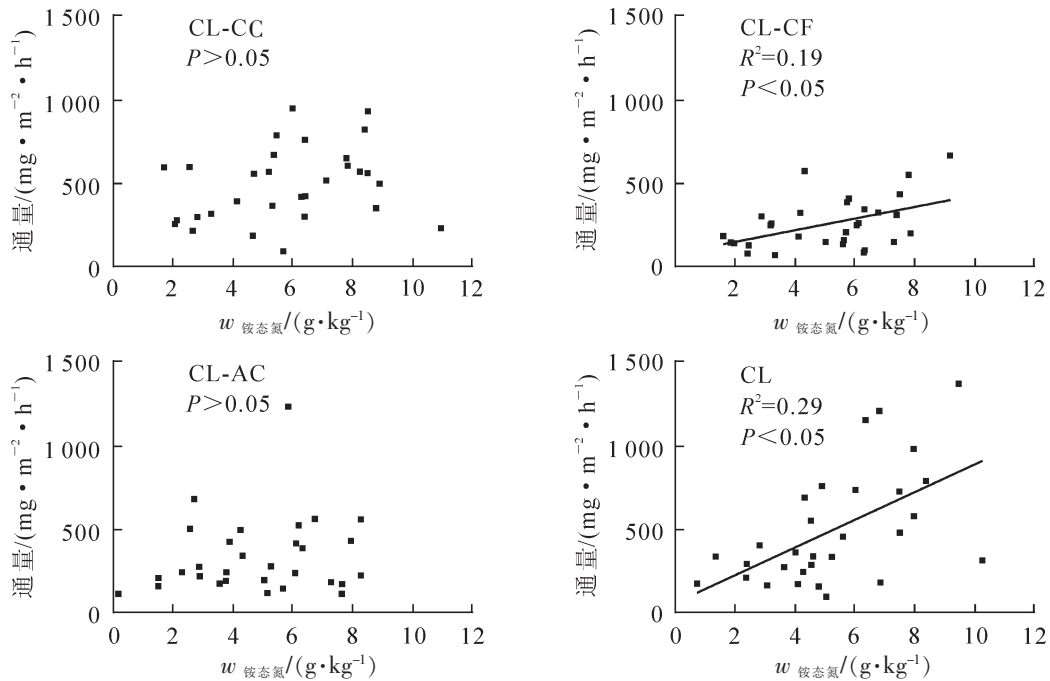 1 500
CL-CC
P＞0.05
1 000
500
0
通量/(mg•m⁻²•h⁻¹)
0 2 4 6 8 10 12
w 铵态氮/(g•kg⁻¹)
1 500
CL-CF
R²=0.19
P＜0.05
1 000
500
0
通量/(mg•m⁻²•h⁻¹)
2 4 6 8 10 12
w 铵态氮/(g•kg⁻¹)
1 500
CL-AC
P＞0.05
1 000
500
0
通量/(mg•m⁻²•h⁻¹)
0 2 4 6 8 10 12
w 铵态氮/(g•kg⁻¹)
1 500
CL
R²=0.29
P＜0.05
1 000
500
0
通量/(mg•m⁻²•h⁻¹)
0 2 4 6 8 10 12
w 铵态氮/(g•kg⁻¹)